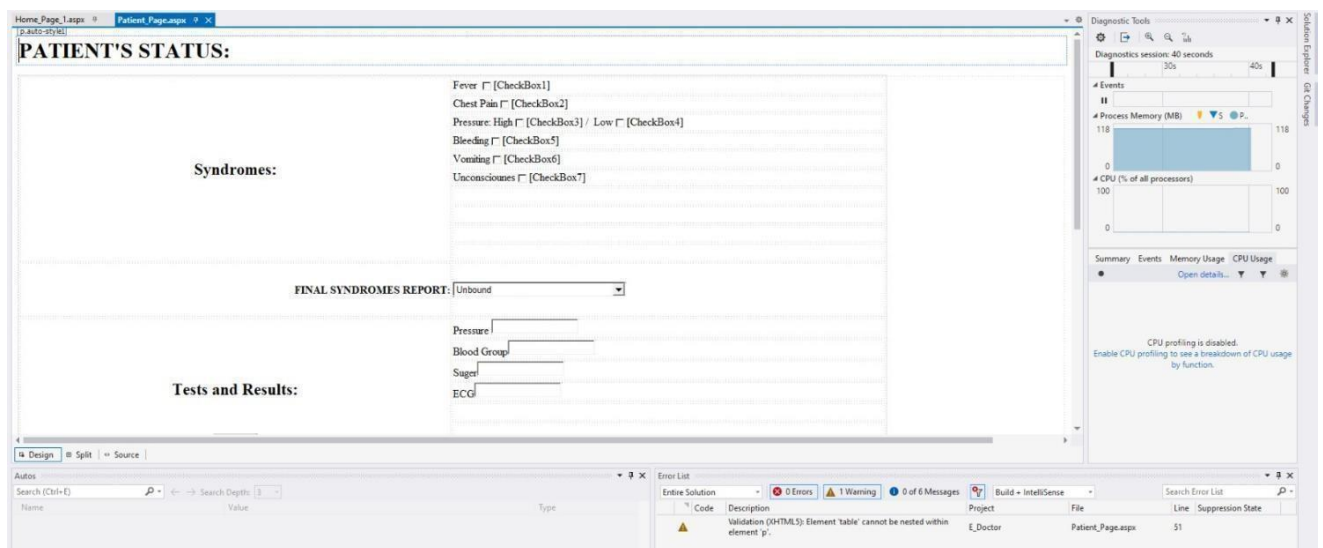 Home_Page_1.aspx
Patient_Page.aspx
p.auto-style1
PATIENT'S STATUS:
Syndromes:
Fever [CheckBox1]
Chest Pain [CheckBox2]
Pressure: High [CheckBox3] / Low [CheckBox4]
Bleeding [CheckBox5]
Vomiting [CheckBox6]
Unconsciounes [CheckBox7]
FINAL SYNDROMES REPORT: Unbound
Tests and Results:
Pressure
Blood Group
Suger
ECG
Design Split Source
Diagnostic Tools
Diagnostics session: 40 seconds
30s 40s
Events
Process Memory (MB) S P..
118 118
0 0
CPU (% of all processors)
100 100
0 0
Summary Events Memory Usage CPU Usage
Open details...
CPU profiling is disabled.
Enable CPU profiling to see a breakdown of CPU usage
by function.
Solution Explorer
Git Changes
Autos
Search (Ctrl+E) Search Depth: 3
Name Value Type
Error List
Entire Solution 0 Errors 1 Warning 0 of 6 Messages Build + IntelliSense Search Error List
Code Description Project File Line Suppression State
Validation (XHTML5): Element 'table' cannot be nested within
element 'p'.
E_Doctor Patient_Page.aspx 51